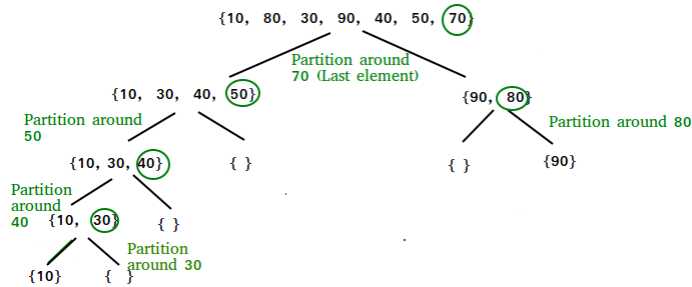 {10, 80, 30, 90, 40, 50, 70}
Partition around
70 (Last element)
{10, 30, 40, 50}
{90, 80}
Partition around
50
Partition around 80
{10, 30, 40}
{ }
{ }
{90}
Partition
around
40
{10, 30}
{ }
Partition
around 30
{10}
{ }